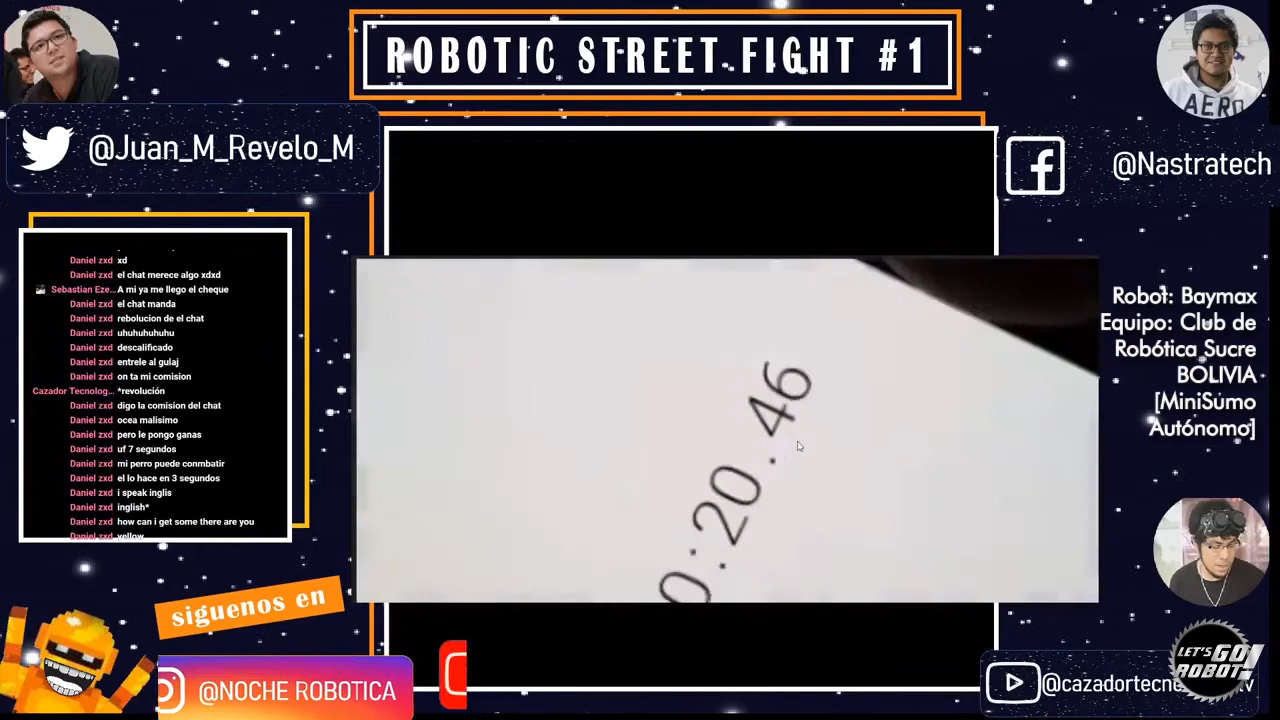 ROBOTIC STREET FIGHT #1
@Juan_M_Revelo_M
@Nastratech
AERO
Daniel zxd xd
Daniel zxd el chat merece algo xdxd
Sebastian Eze... A mi ya me llego el cheque
Daniel zxd el chat manda
Daniel zxd rebolucion de el chat
Daniel zxd uhuhuhuhuhu
Daniel zxd descalificado
Daniel zxd entrele al gulaj
Daniel zxd on ta mi comision
Cazador Tecnolog... *revolución
Daniel zxd digo la comision del chat
Daniel zxd ocea malisimo
Daniel zxd pero le pongo ganas
Daniel zxd uf 7 segundos
Daniel zxd mi perro puede conmbatir
Daniel zxd el lo hace en 3 segundos
Daniel zxd i speak inglis
Daniel zxd inglish*
Daniel zxd how can i get some there are you
Daniel zxd yellow
0:20.46
Robot: Baymax
Equipo: Club de
Robótica Sucre
BOLIVIA
[MiniSumo
Autónomo]
siguenos en
@NOCHE ROBOTICA
LET'S GO
ROBOT!
@cazadortecn